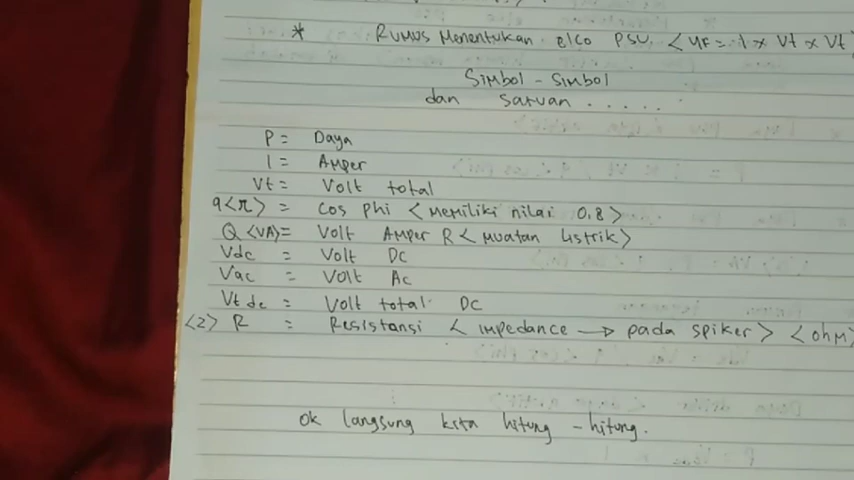 * RUMUS MENENTUKAN elco PSU < UF = 1 x Vt x Vt
SIMBOL - SIMBOL
dan satuan . . . . .
P = Daya
I = AMPer
Vt = Volt total
q<π> = cos phi < MEMILIKI nilai 0,8 >
Q <VA> = Volt AMPer R < MUATAN LISTRIK >
Vdc = Volt DC
Vac = Volt AC
Vt dc = Volt total DC
<Z> R = Resistansi < IMPEDANCE → pada spiker > < OHM >
OK langsung kita hitung - hitung.